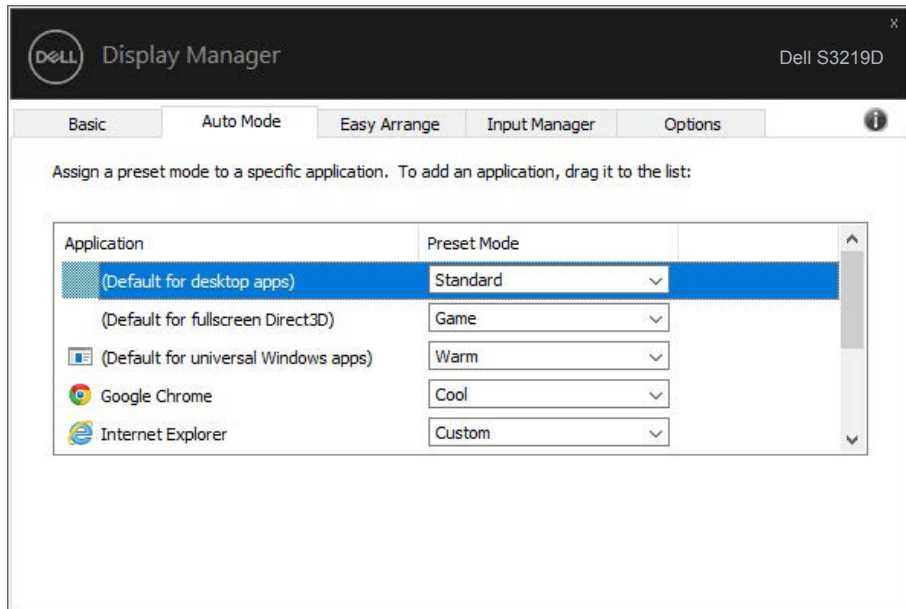 x
DELL Display Manager Dell S3219D
Basic Auto Mode Easy Arrange Input Manager Options i
Assign a preset mode to a specific application. To add an application, drag it to the list:
Application Preset Mode
(Default for desktop apps) Standard
(Default for fullscreen Direct3D) Game
(Default for universal Windows apps) Warm
Google Chrome Cool
Internet Explorer Custom